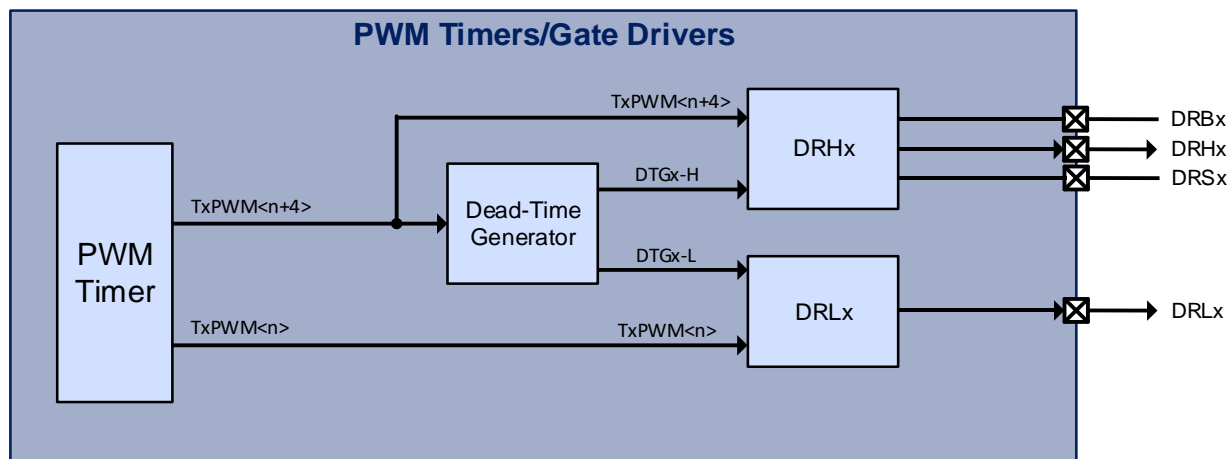 PWM Timers/Gate Drivers
TxPWM<n+4>
DRHx
DRBx
DRHx
DRSx
DTGx-H
TxPWM<n+4>
Dead-Time
Generator
PWM
Timer
DTGx-L
DRLx
DRLx
TxPWM<n>
TxPWM<n>